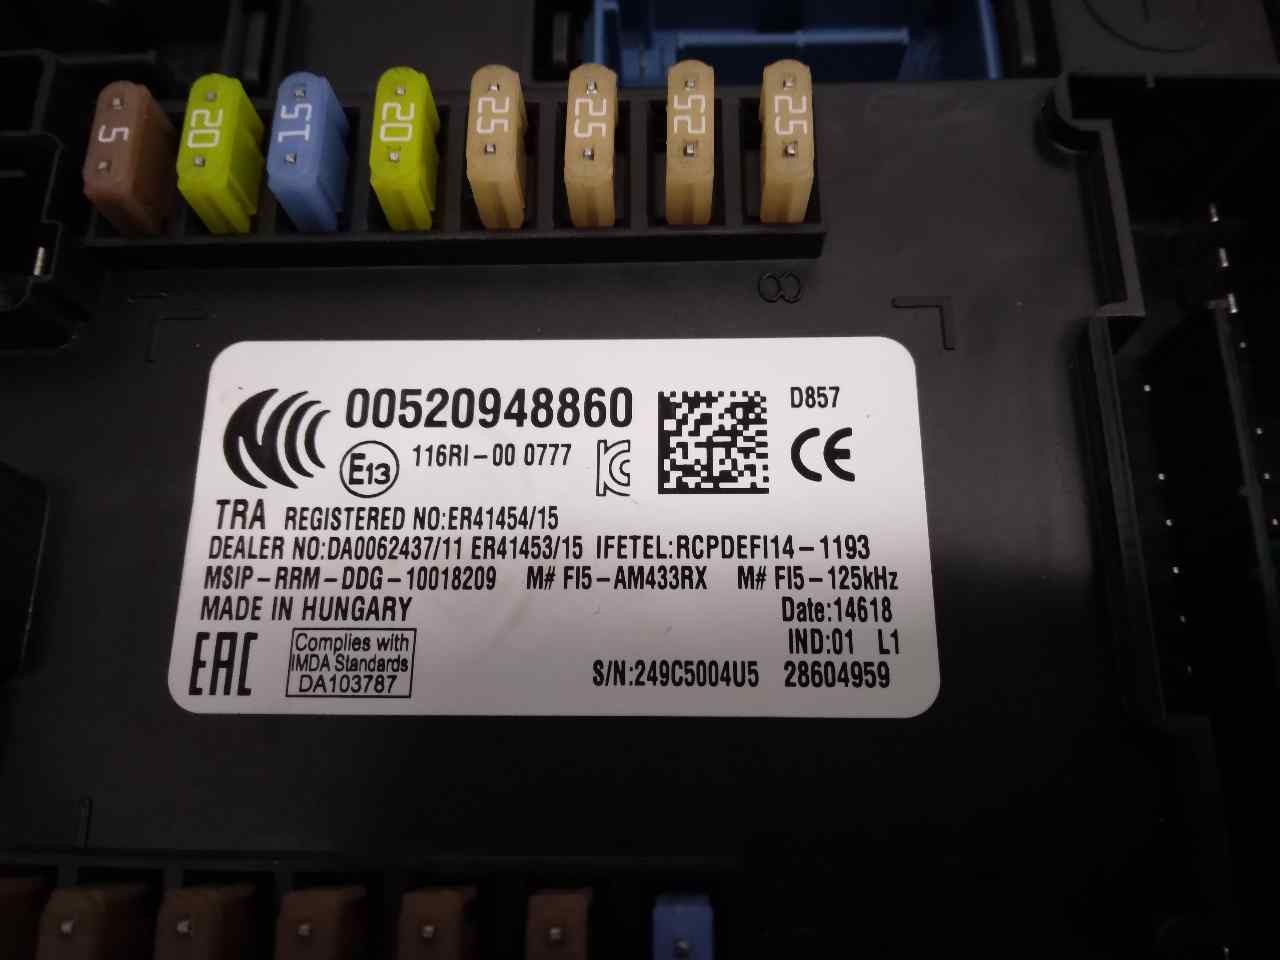 5 20 15 20 25 25 25 25
8
00520948860
D857
E13 116RI-00 0777
CE
TRA REGISTERED NO:ER41454/15
DEALER NO:DA0062437/11 ER41453/15 IFETEL:RCPDEFI14-1193
MSIP-RRM-DDG-10018209 M# FI5-AM433RX M# FI5-125kHz
MADE IN HUNGARY Date:14618
IND:01 L1
EAC Complies with
IMDA Standards
DA103787
S/N:249C5004U5 28604959